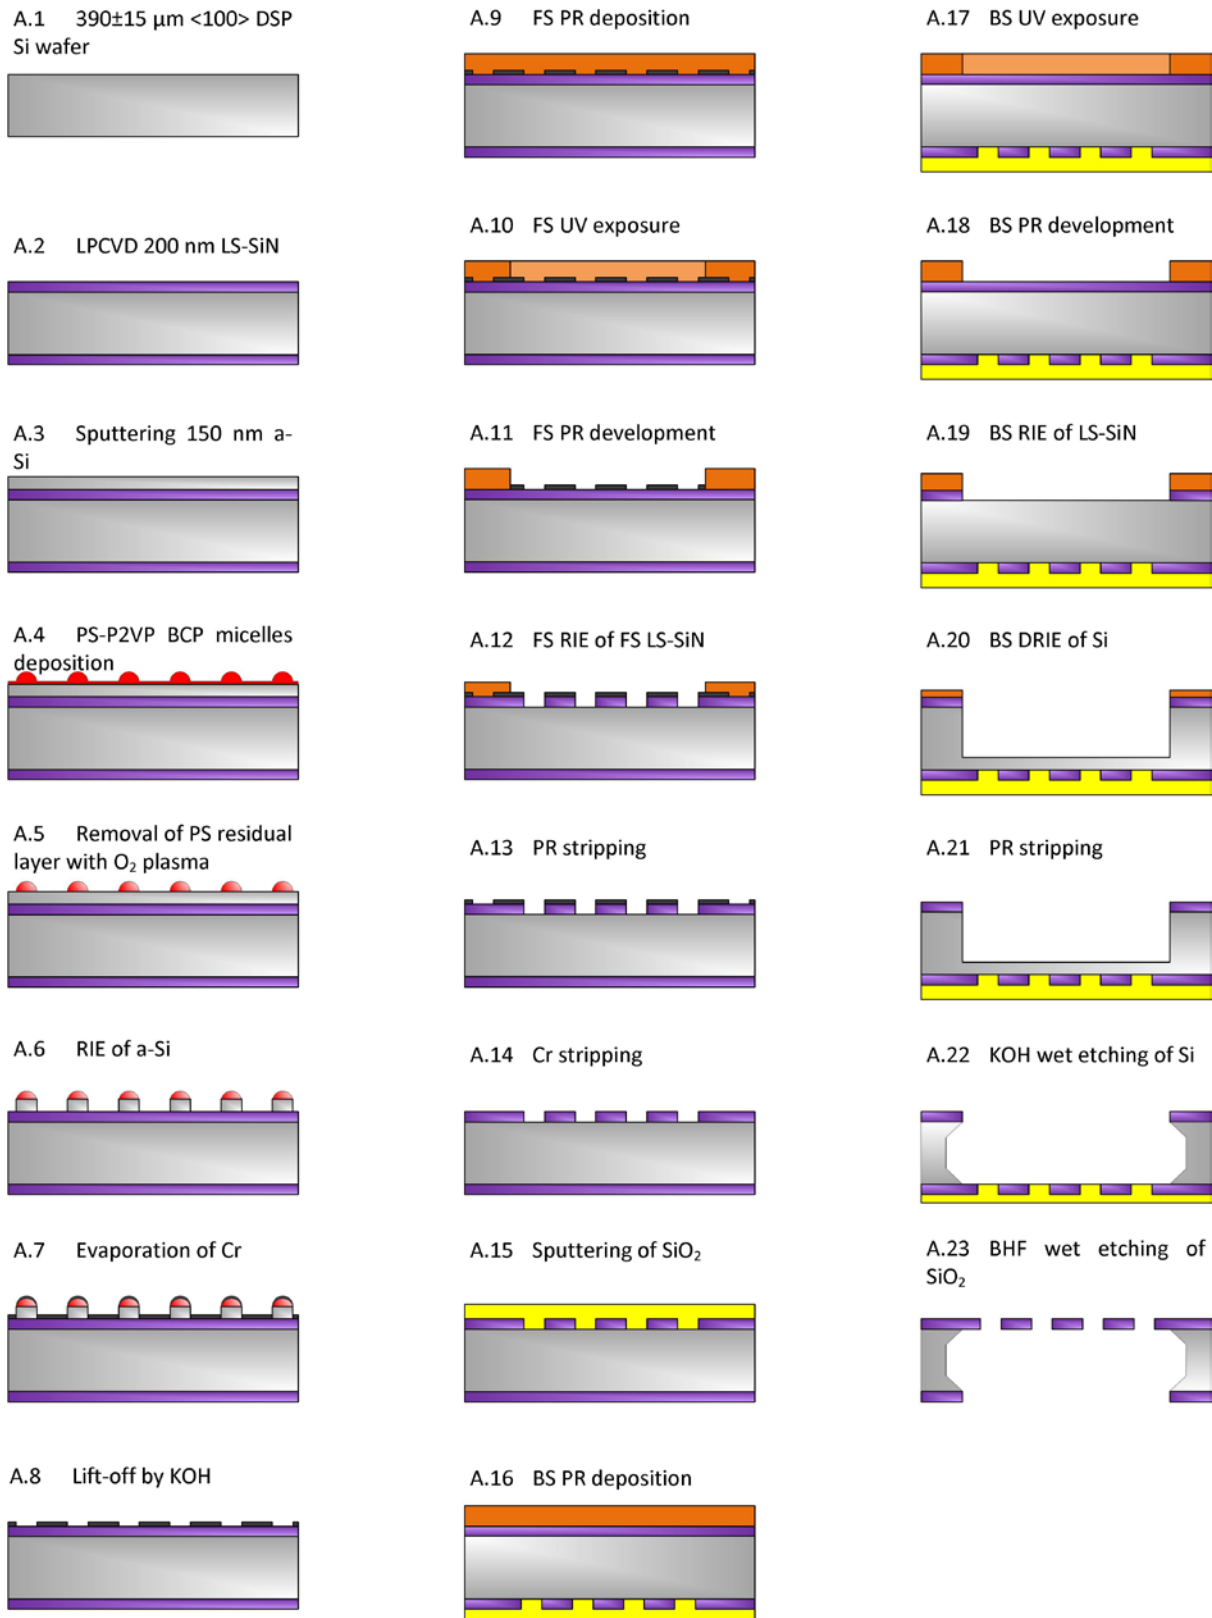 A.1 390±15 µm <100> DSP
Si wafer
A.2 LPCVD 200 nm LS-SiN
A.3 Sputtering 150 nm a-
Si
A.4 PS-P2VP BCP micelles
deposition
A.5 Removal of PS residual
layer with O₂ plasma
A.6 RIE of a-Si
A.7 Evaporation of Cr
A.8 Lift-off by KOH
A.9 FS PR deposition
A.10 FS UV exposure
A.11 FS PR development
A.12 FS RIE of FS LS-SiN
A.13 PR stripping
A.14 Cr stripping
A.15 Sputtering of SiO₂
A.16 BS PR deposition
A.17 BS UV exposure
A.18 BS PR development
A.19 BS RIE of LS-SiN
A.20 BS DRIE of Si
A.21 PR stripping
A.22 KOH wet etching of Si
A.23 BHF wet etching of
SiO₂